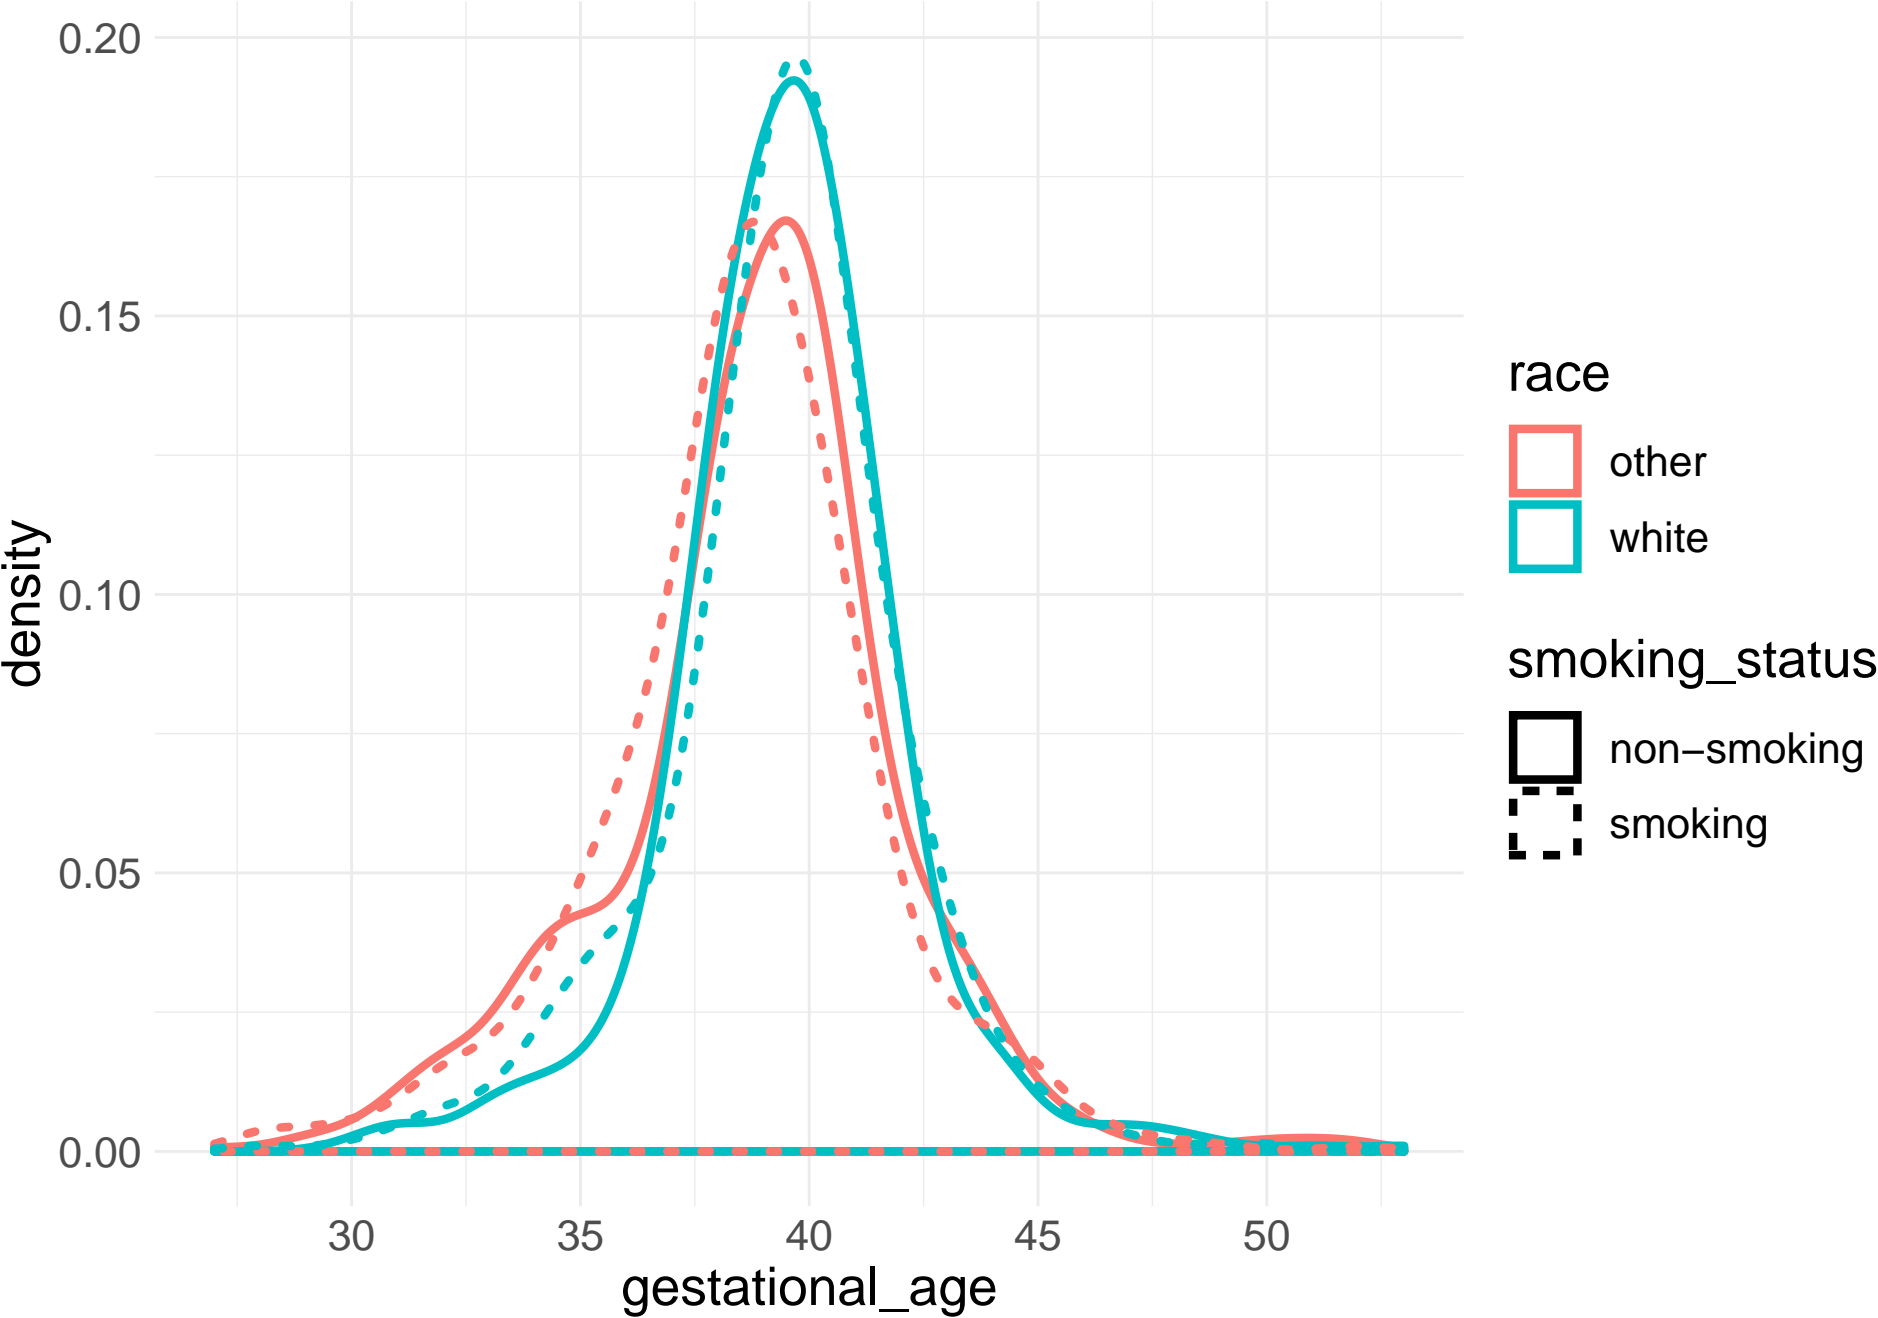 0.20
0.15
0.10
0.05
0.00
density
30 35 40 45 50
gestational_age
race
other
white
smoking_status
non−smoking
smoking